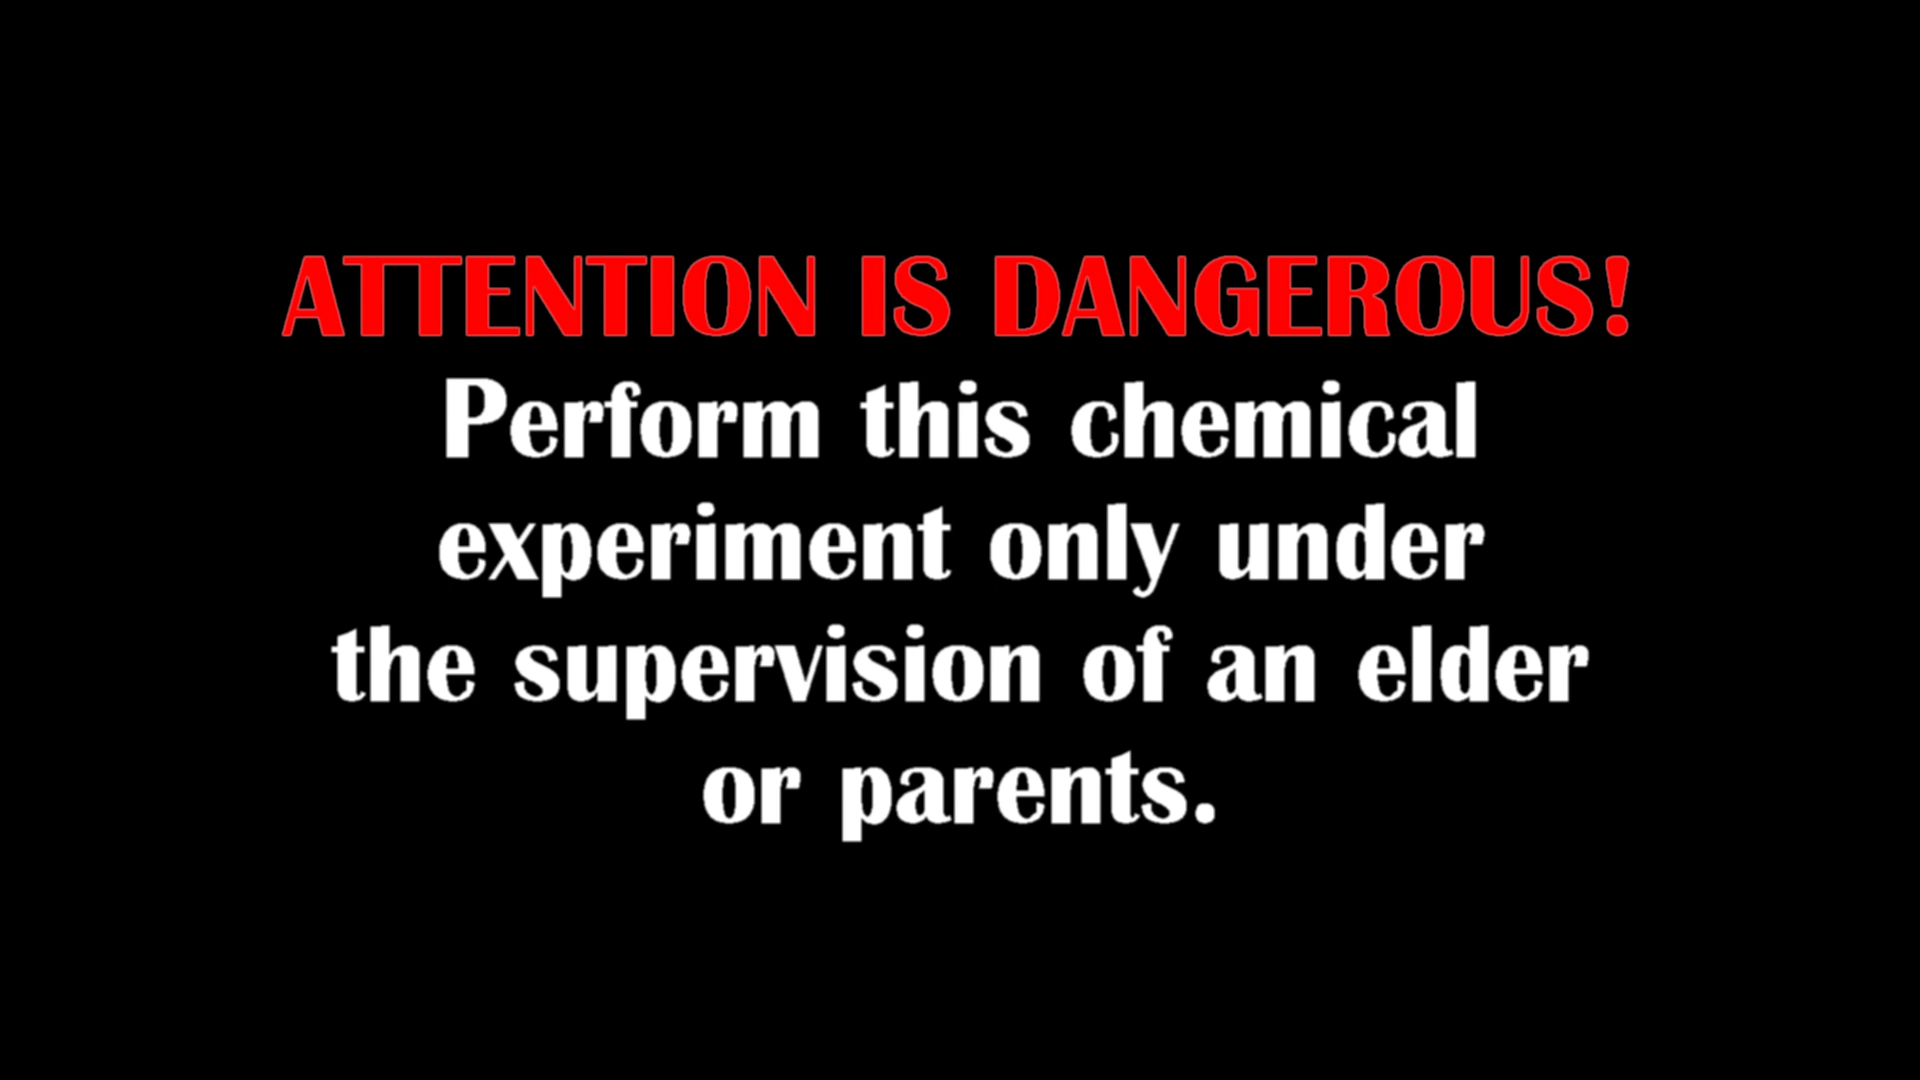 ATTENTION IS DANGEROUS!
Perform this chemical
experiment only under
the supervision of an elder
or parents.